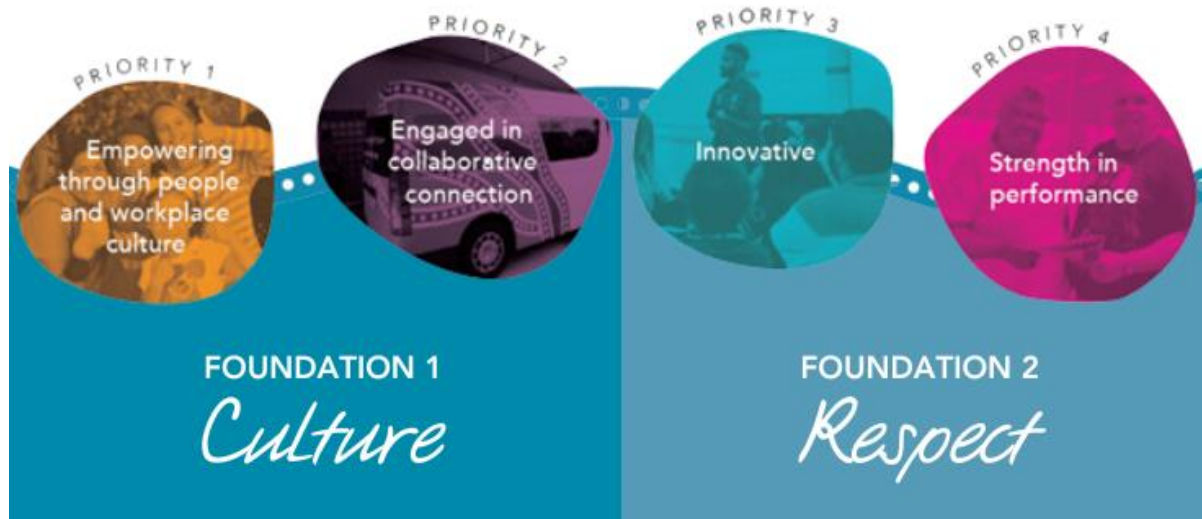 PRIORITY 1
Empowering
through people
and workplace
culture
PRIORITY 2
Engaged in
collaborative
connection
PRIORITY 3
Innovative
PRIORITY 4
Strength in
performance
FOUNDATION 1
Culture
FOUNDATION 2
Respect